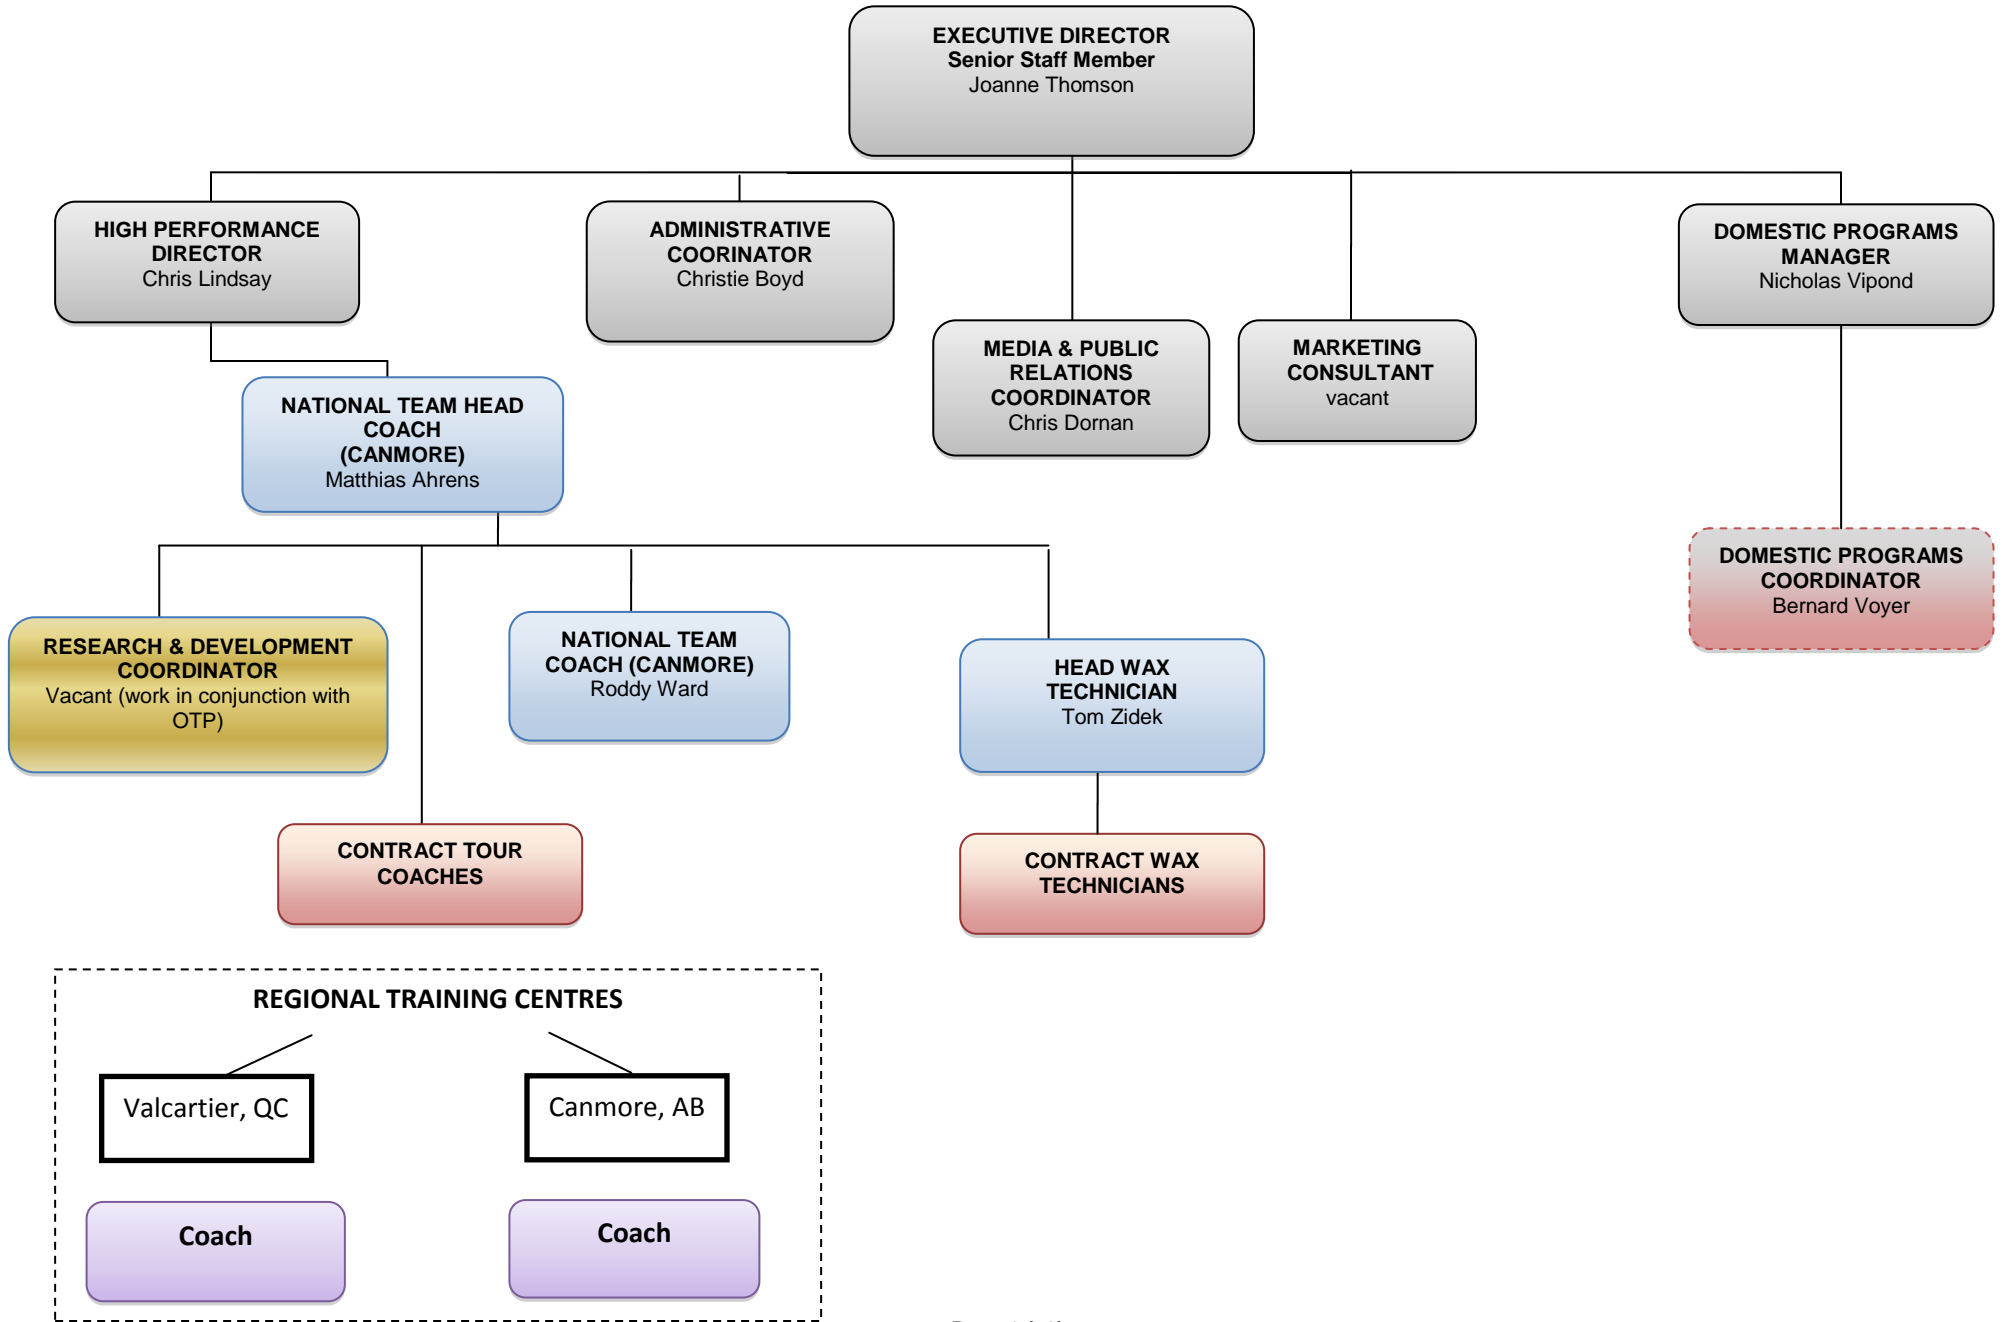 EXECUTIVE DIRECTOR
Senior Staff Member
Joanne Thomson
HIGH PERFORMANCE
DIRECTOR
Chris Lindsay
ADMINISTRATIVE
COORINATOR
Christie Boyd
DOMESTIC PROGRAMS
MANAGER
Nicholas Vipond
MEDIA & PUBLIC
RELATIONS
COORDINATOR
Chris Dornan
MARKETING
CONSULTANT
vacant
NATIONAL TEAM HEAD
COACH
(CANMORE)
Matthias Ahrens
DOMESTIC PROGRAMS
COORDINATOR
Bernard Voyer
RESEARCH & DEVELOPMENT
COORDINATOR
Vacant (work in conjunction with
OTP)
NATIONAL TEAM
COACH (CANMORE)
Roddy Ward
HEAD WAX
TECHNICIAN
Tom Zidek
CONTRACT TOUR
COACHES
CONTRACT WAX
TECHNICIANS
REGIONAL TRAINING CENTRES
Valcartier, QC
Canmore, AB
Coach
Coach